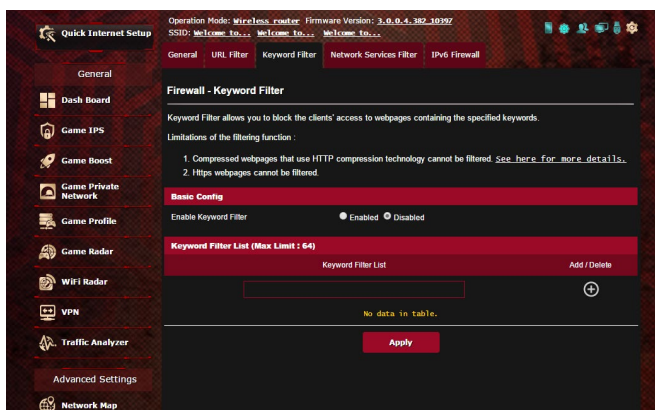 Quick Internet Setup
General
Dash Board
Game IPS
Game Boost
Game Private
Network
Game Profile
Game Radar
WiFi Radar
VPN
Traffic Analyzer
Advanced Settings
Network Map
Operation Mode: Wireless router Firmware Version: 3.0.0.4.382_10397
SSID: Welcome to... Welcome to... Welcome to...
General URL Filter Keyword Filter Network Services Filter IPv6 Firewall
Firewall - Keyword Filter
Keyword Filter allows you to block the clients' access to webpages containing the specified keywords.
Limitations of the filtering function :
1. Compressed webpages that use HTTP compression technology cannot be filtered. See here for more details.
2. Https webpages cannot be filtered.
Basic Config
Enable Keyword Filter Enabled Disabled
Keyword Filter List (Max Limit : 64)
Keyword Filter List Add / Delete
No data in table.
Apply